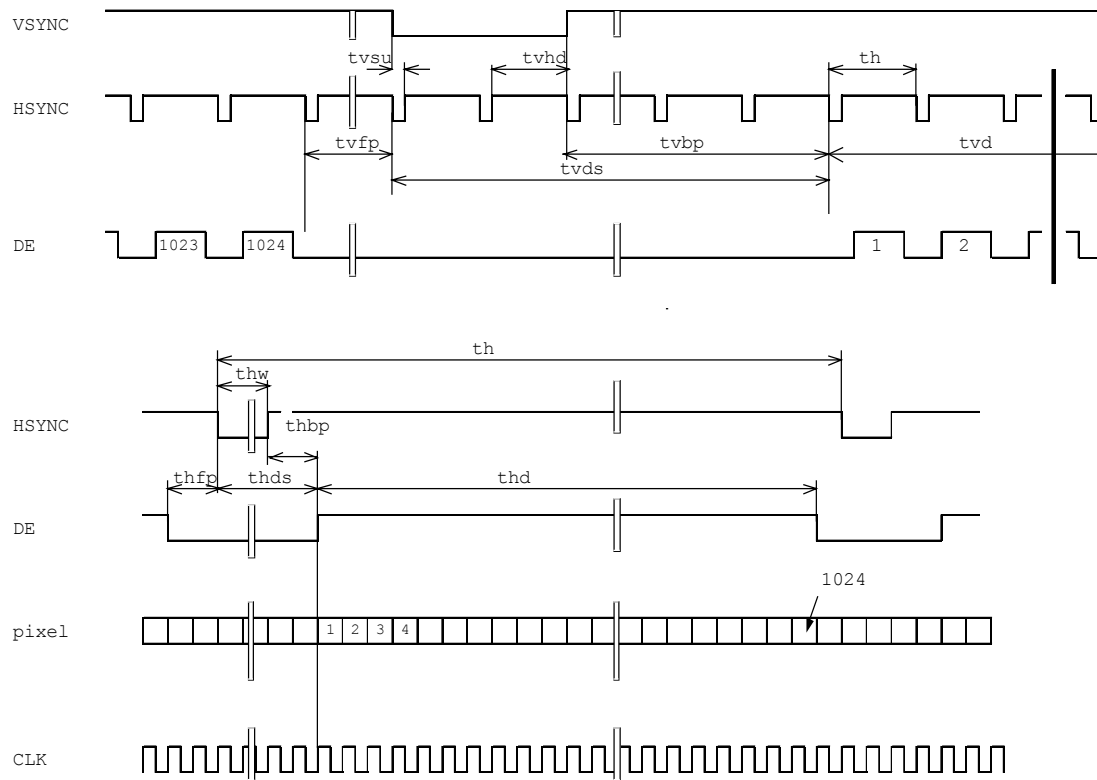 VSYNC
tvsu
tvhd
th
HSYNC
tvfp
tvbp
tvd
tvds
DE
1023
1024
1
2
th
thw
HSYNC
thbp
thfp
thds
thd
DE
1024
pixel
1
2
3
4
CLK